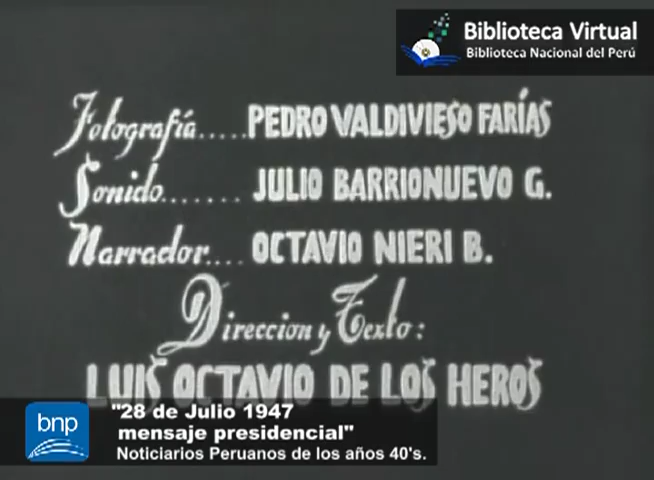 Biblioteca Virtual
Biblioteca Nacional del Perú
Fotografía.....PEDRO VALDIVIESO FARÍAS
Sonido.......JULIO BARRIONUEVO G.
Narrador....OCTAVIO NIERI B.
Direccion y Texto:
LUIS OCTAVIO DE LOS HEROS
bnp
"28 de Julio 1947
mensaje presidencial"
Noticiarios Peruanos de los años 40's.